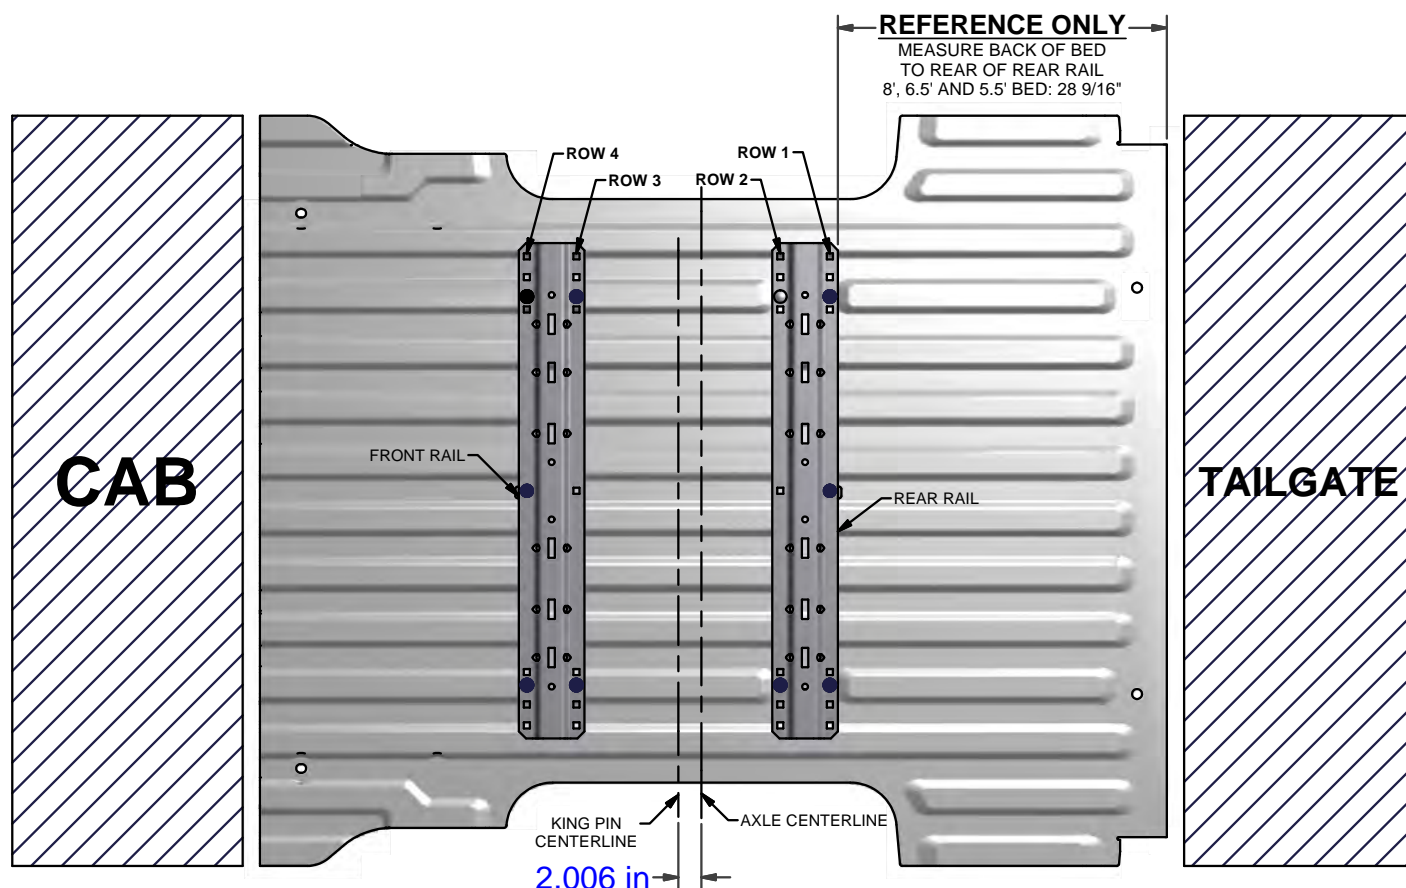 REFERENCE ONLY
MEASURE BACK OF BED
TO REAR OF REAR RAIL
8', 6.5' AND 5.5' BED: 28 9/16"
ROW 4
ROW 3
ROW 1
ROW 2
CAB
FRONT RAIL
REAR RAIL
TAILGATE
KING PIN
CENTERLINE
AXLE CENTERLINE
2.006 in